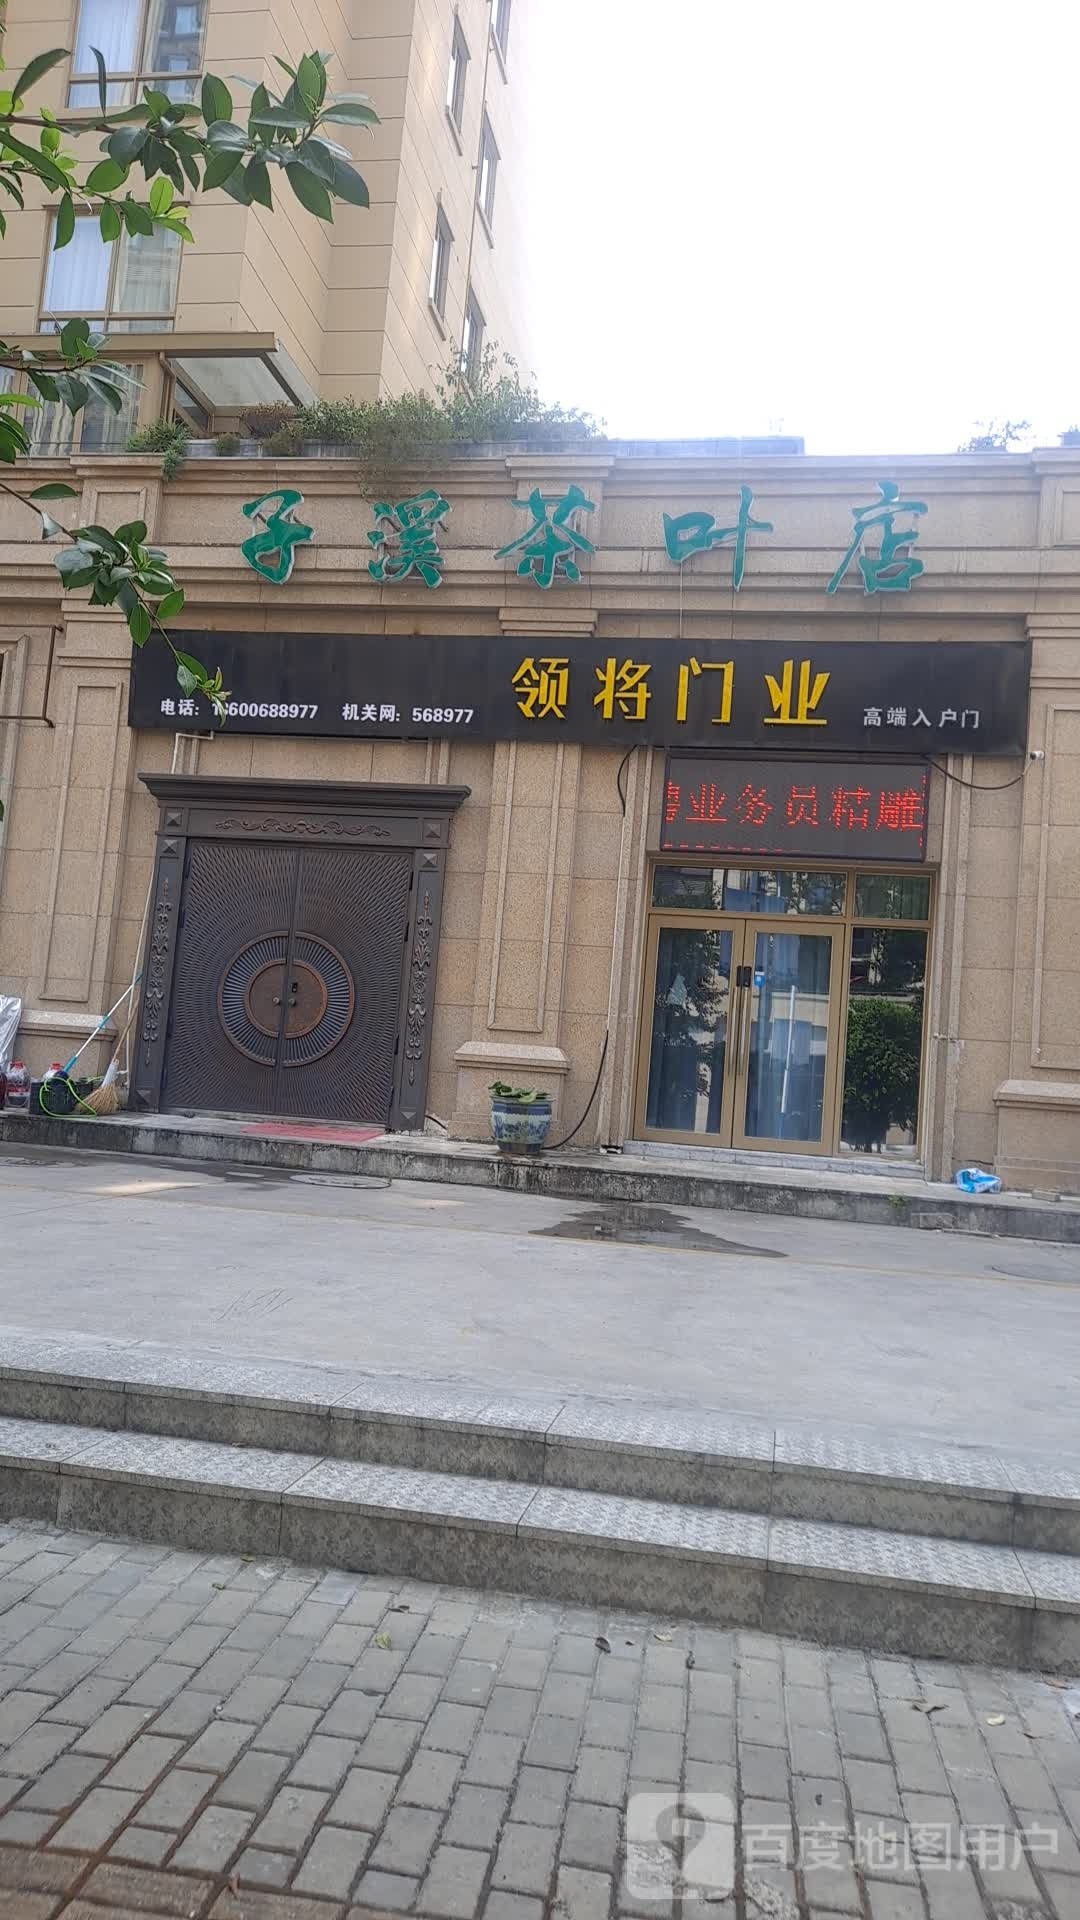 子溪茶叶店
领将门业 高端入户门
电话：18600688977 机关网：568977
业务员精雕
百度地图用户